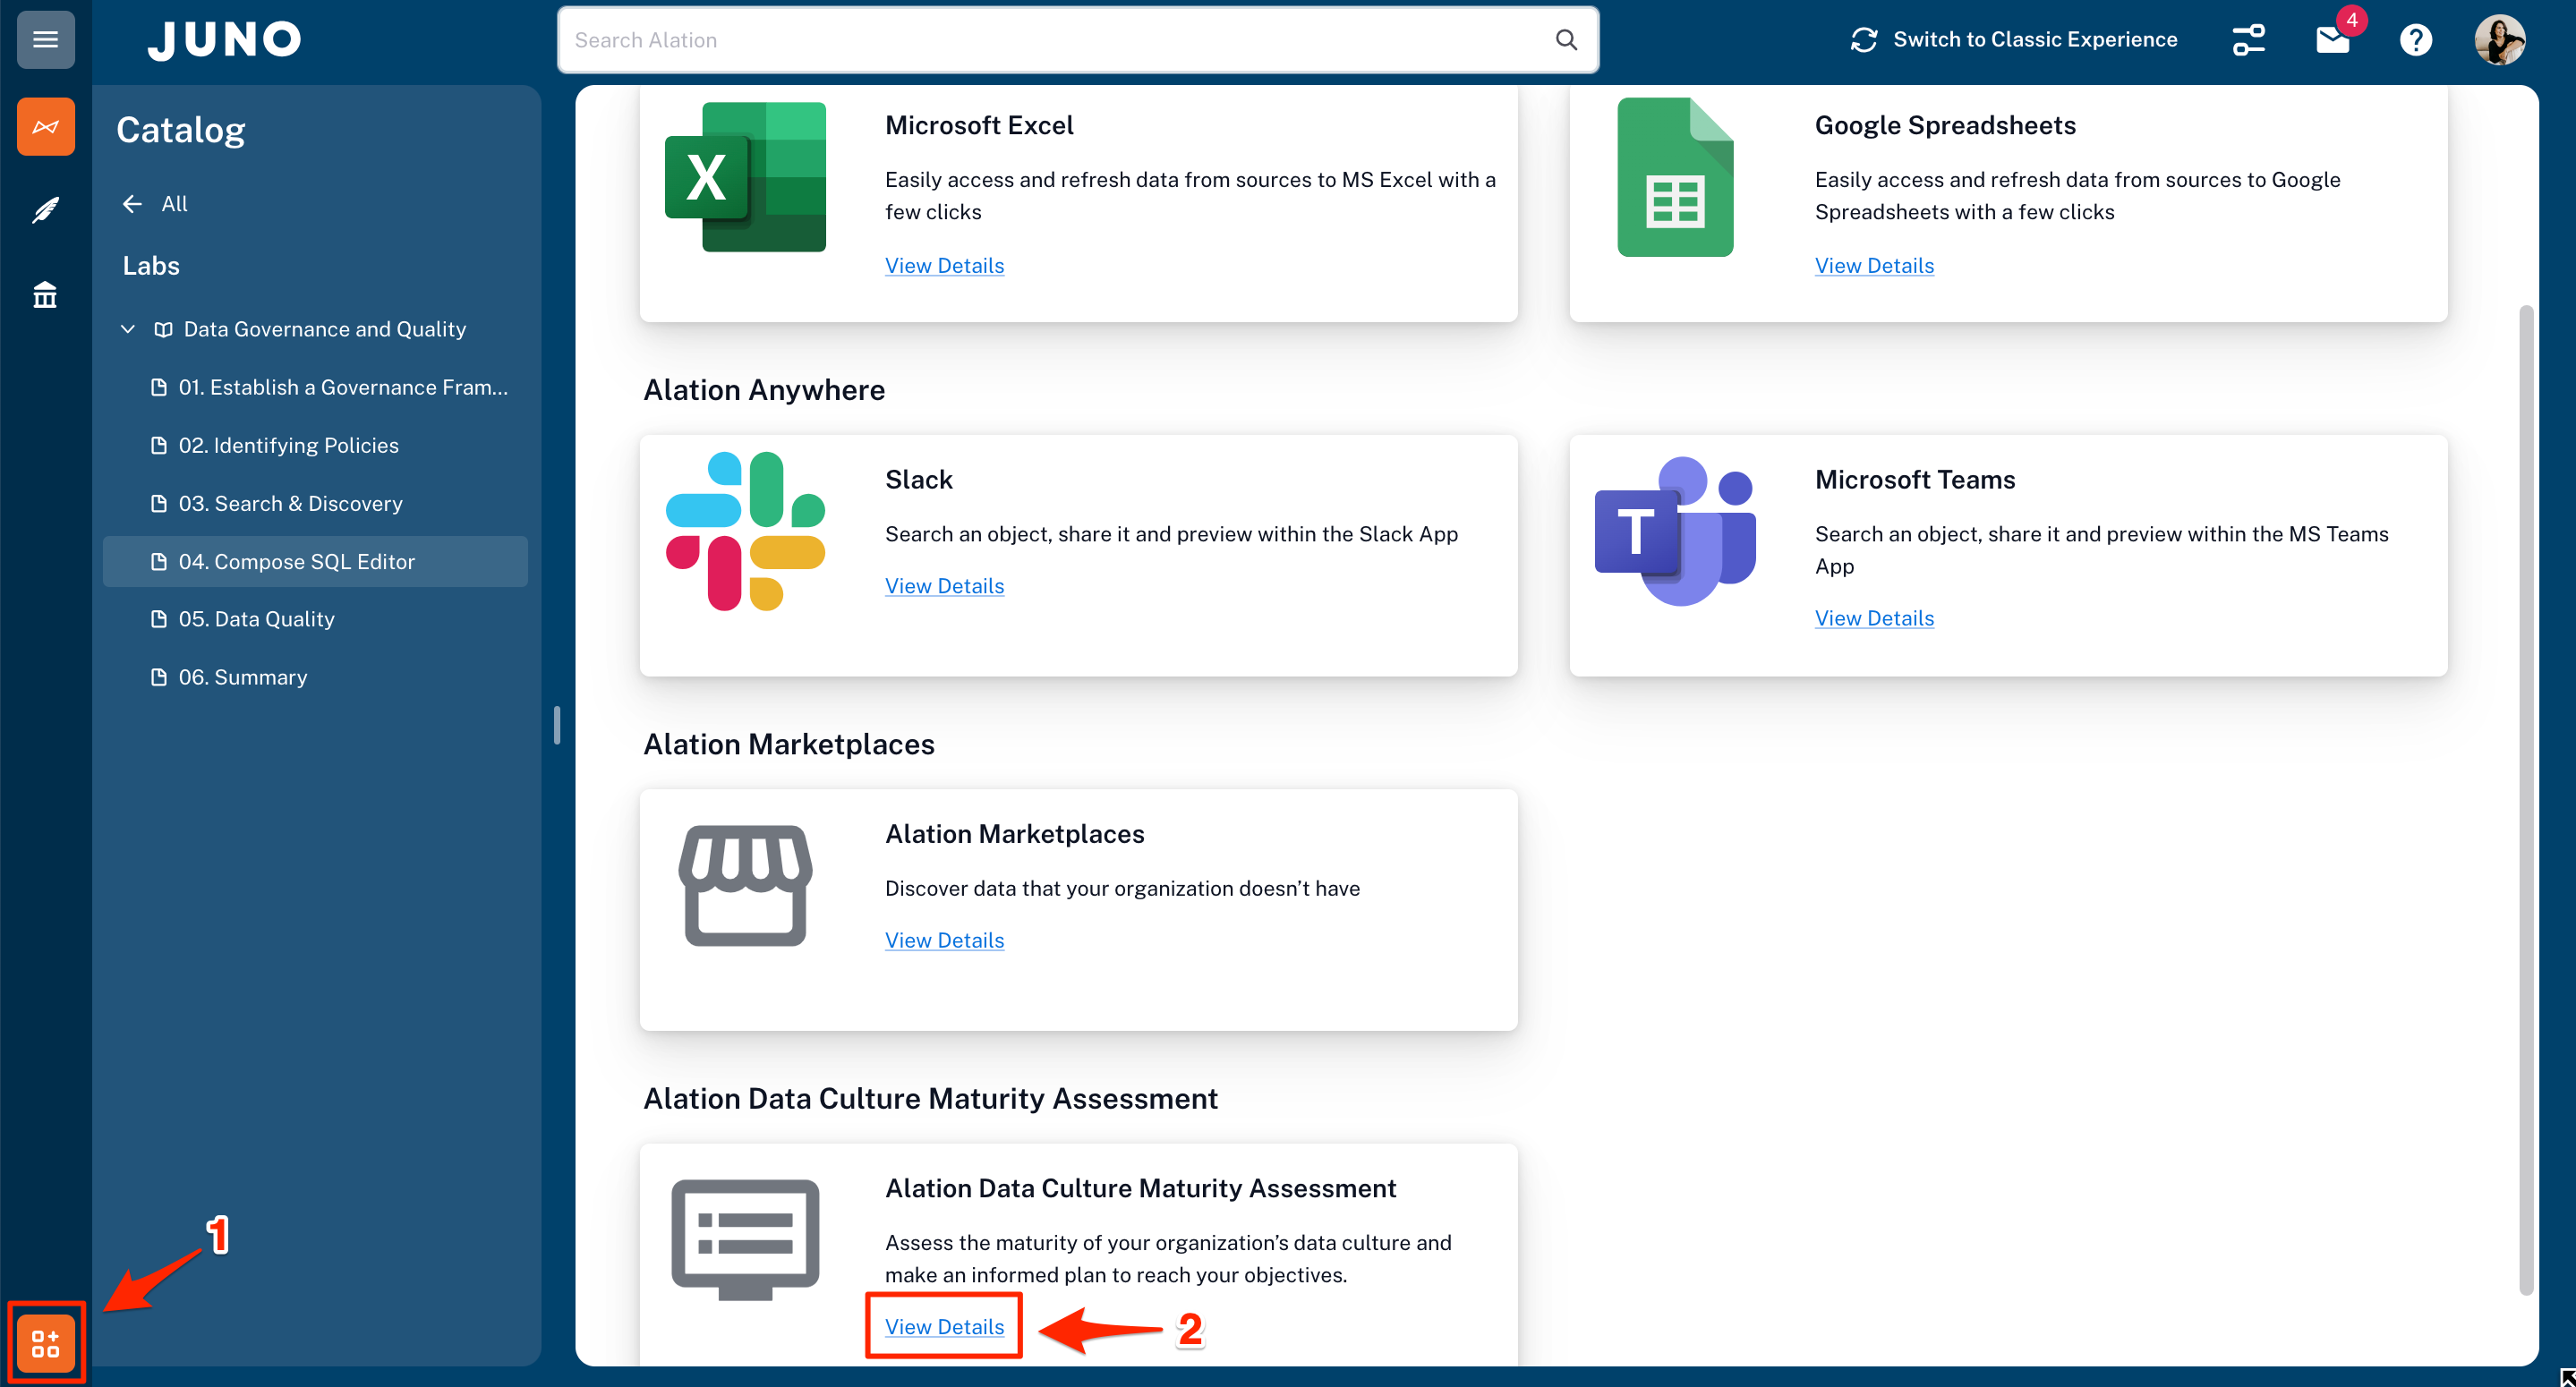 JUNO
Search Alation
Switch to Classic Experience
4
?
Catalog
All
Labs
Data Governance and Quality
01. Establish a Governance Fram...
02. Identifying Policies
03. Search & Discovery
04. Compose SQL Editor
05. Data Quality
06. Summary
1
X
Microsoft Excel
Easily access and refresh data from sources to MS Excel with a
few clicks
View Details
Google Spreadsheets
Easily access and refresh data from sources to Google
Spreadsheets with a few clicks
View Details
Alation Anywhere
Slack
Search an object, share it and preview within the Slack App
View Details
T
Microsoft Teams
Search an object, share it and preview within the MS Teams
App
View Details
Alation Marketplaces
Alation Marketplaces
Discover data that your organization doesn’t have
View Details
Alation Data Culture Maturity Assessment
Alation Data Culture Maturity Assessment
Assess the maturity of your organization’s data culture and
make an informed plan to reach your objectives.
View Details
2